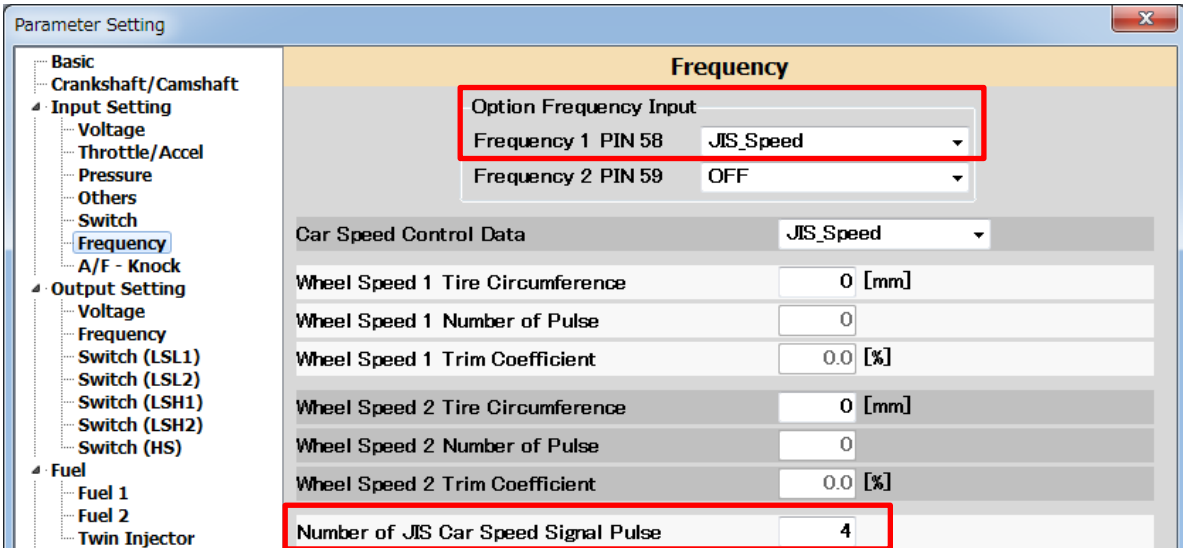 Parameter Setting
Basic
Crankshaft/Camshaft
Input Setting
Voltage
Throttle/Accel
Pressure
Others
Switch
Frequency
A/F - Knock
Output Setting
Voltage
Frequency
Switch (LSL1)
Switch (LSL2)
Switch (LSH1)
Switch (LSH2)
Switch (HS)
Fuel
Fuel 1
Fuel 2
Twin Injector
Frequency
Option Frequency Input
Frequency 1 PIN 58 JIS_Speed
Frequency 2 PIN 59 OFF
Car Speed Control Data JIS_Speed
Wheel Speed 1 Tire Circumference 0 [mm]
Wheel Speed 1 Number of Pulse 0
Wheel Speed 1 Trim Coefficient 0.0 [%]
Wheel Speed 2 Tire Circumference 0 [mm]
Wheel Speed 2 Number of Pulse 0
Wheel Speed 2 Trim Coefficient 0.0 [%]
Number of JIS Car Speed Signal Pulse 4